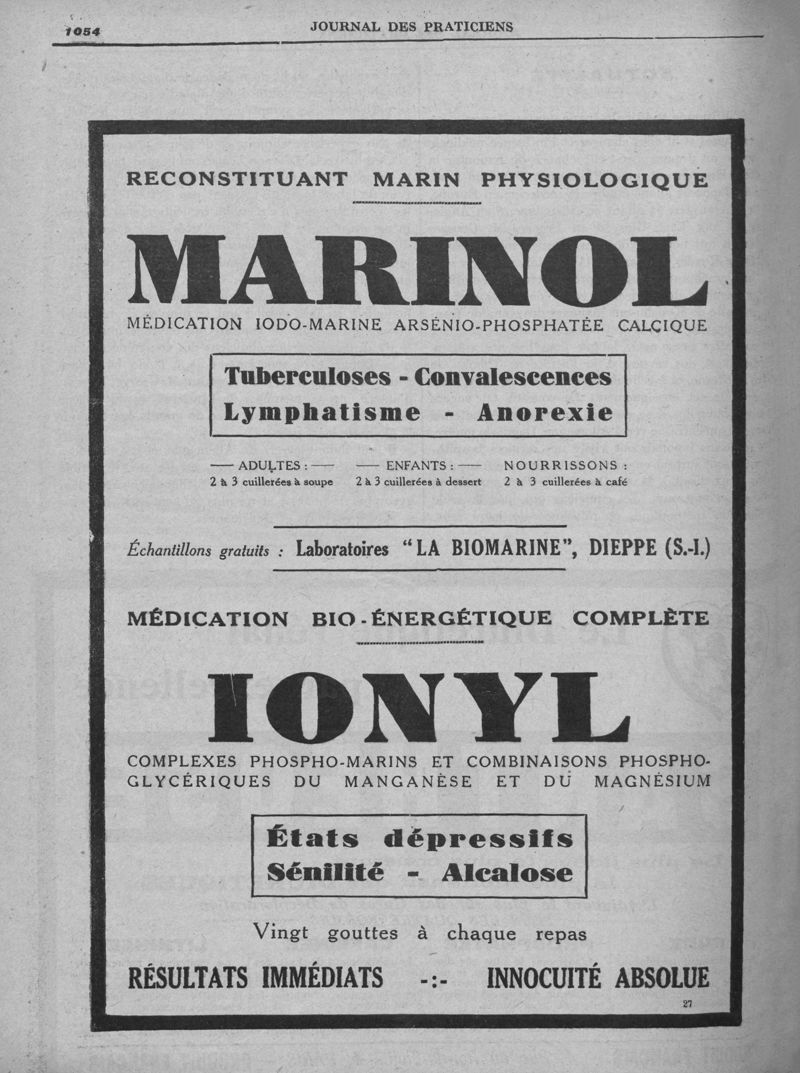 1054
JOURNAL DES PRATICIENS
RECONSTITUANT MARIN PHYSIOLOGIQUE
MARINOL
MÉDICATION IODO-MARINE ARSÉNIO-PHOSPHATÉE CALCIQUE
Tuberculoses - Convalescences
Lymphatisme - Anorexie
— ADULTES : — — ENFANTS : — NOURRISSONS :
2 à 3 cuillerées à soupe 2 à 3 cuillerées à dessert 2 à 3 cuillerées à café
Échantillons gratuits : Laboratoires "LA BIOMARINE", DIEPPE (S.-I.)
MÉDICATION BIO-ÉNERGÉTIQUE COMPLÈTE
IONYL
COMPLEXES PHOSPHO-MARINS ET COMBINAISONS PHOSPHO-
GLYCÉRIQUES DU MANGANÈSE ET DU MAGNÉSIUM
États dépressifs
Sénilité - Alcalose
Vingt gouttes à chaque repas
RÉSULTATS IMMÉDIATS -:- INNOCUITÉ ABSOLUE
27